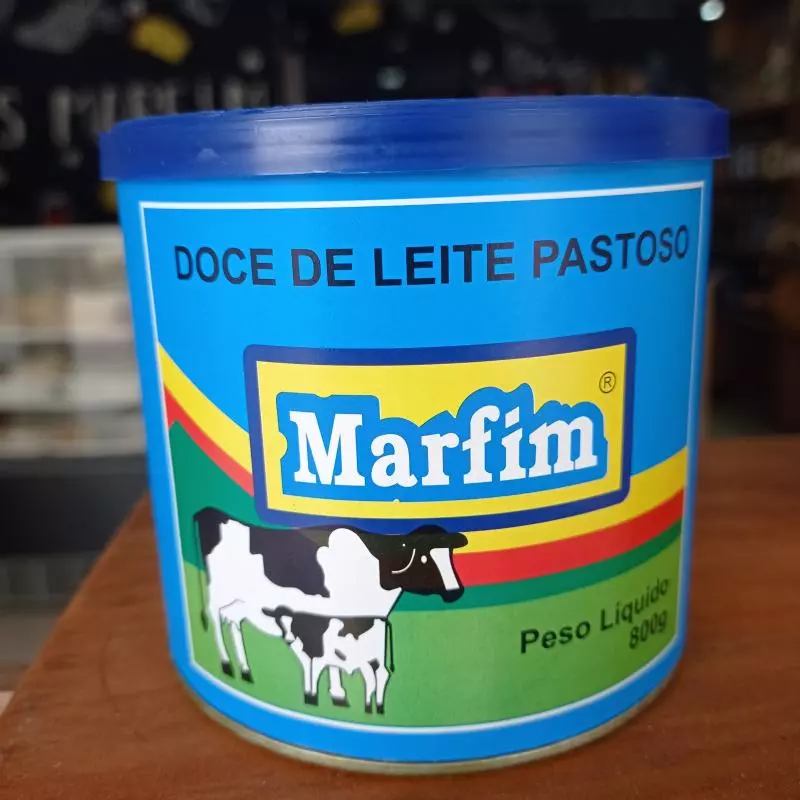 DOCE DE LEITE PASTOSO
Marfim
®
Peso Líquido
800g